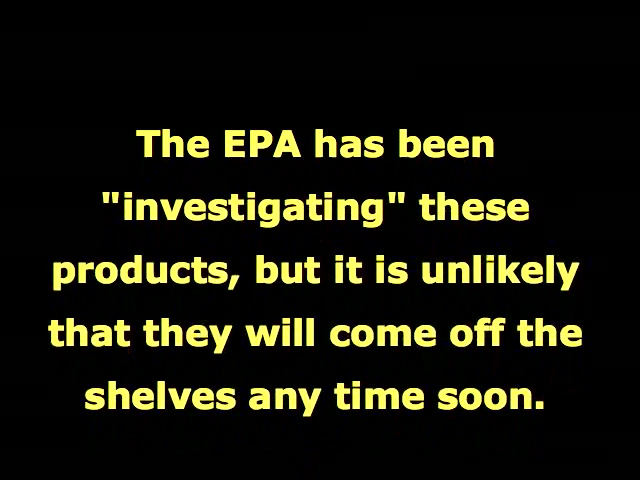 The EPA has been
"investigating" these
products, but it is unlikely
that they will come off the
shelves any time soon.